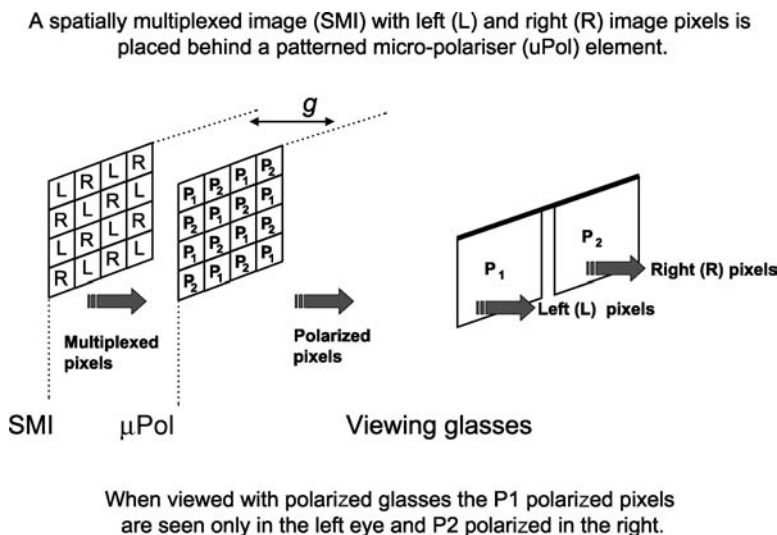 A spatially multiplexed image (SMI) with left (L) and right (R) image pixels is
placed behind a patterned micro-polariser (uPol) element.
g
L R L R
R L R L
L R L R
R L R L
P1 P2 P1 P2
P2 P1 P2 P1
P1 P2 P1 P2
P2 P1 P2 P1
Multiplexed
pixels
Polarized
pixels
P1
P2
Right (R) pixels
Left (L) pixels
SMI μPol Viewing glasses
When viewed with polarized glasses the P1 polarized pixels
are seen only in the left eye and P2 polarized in the right.